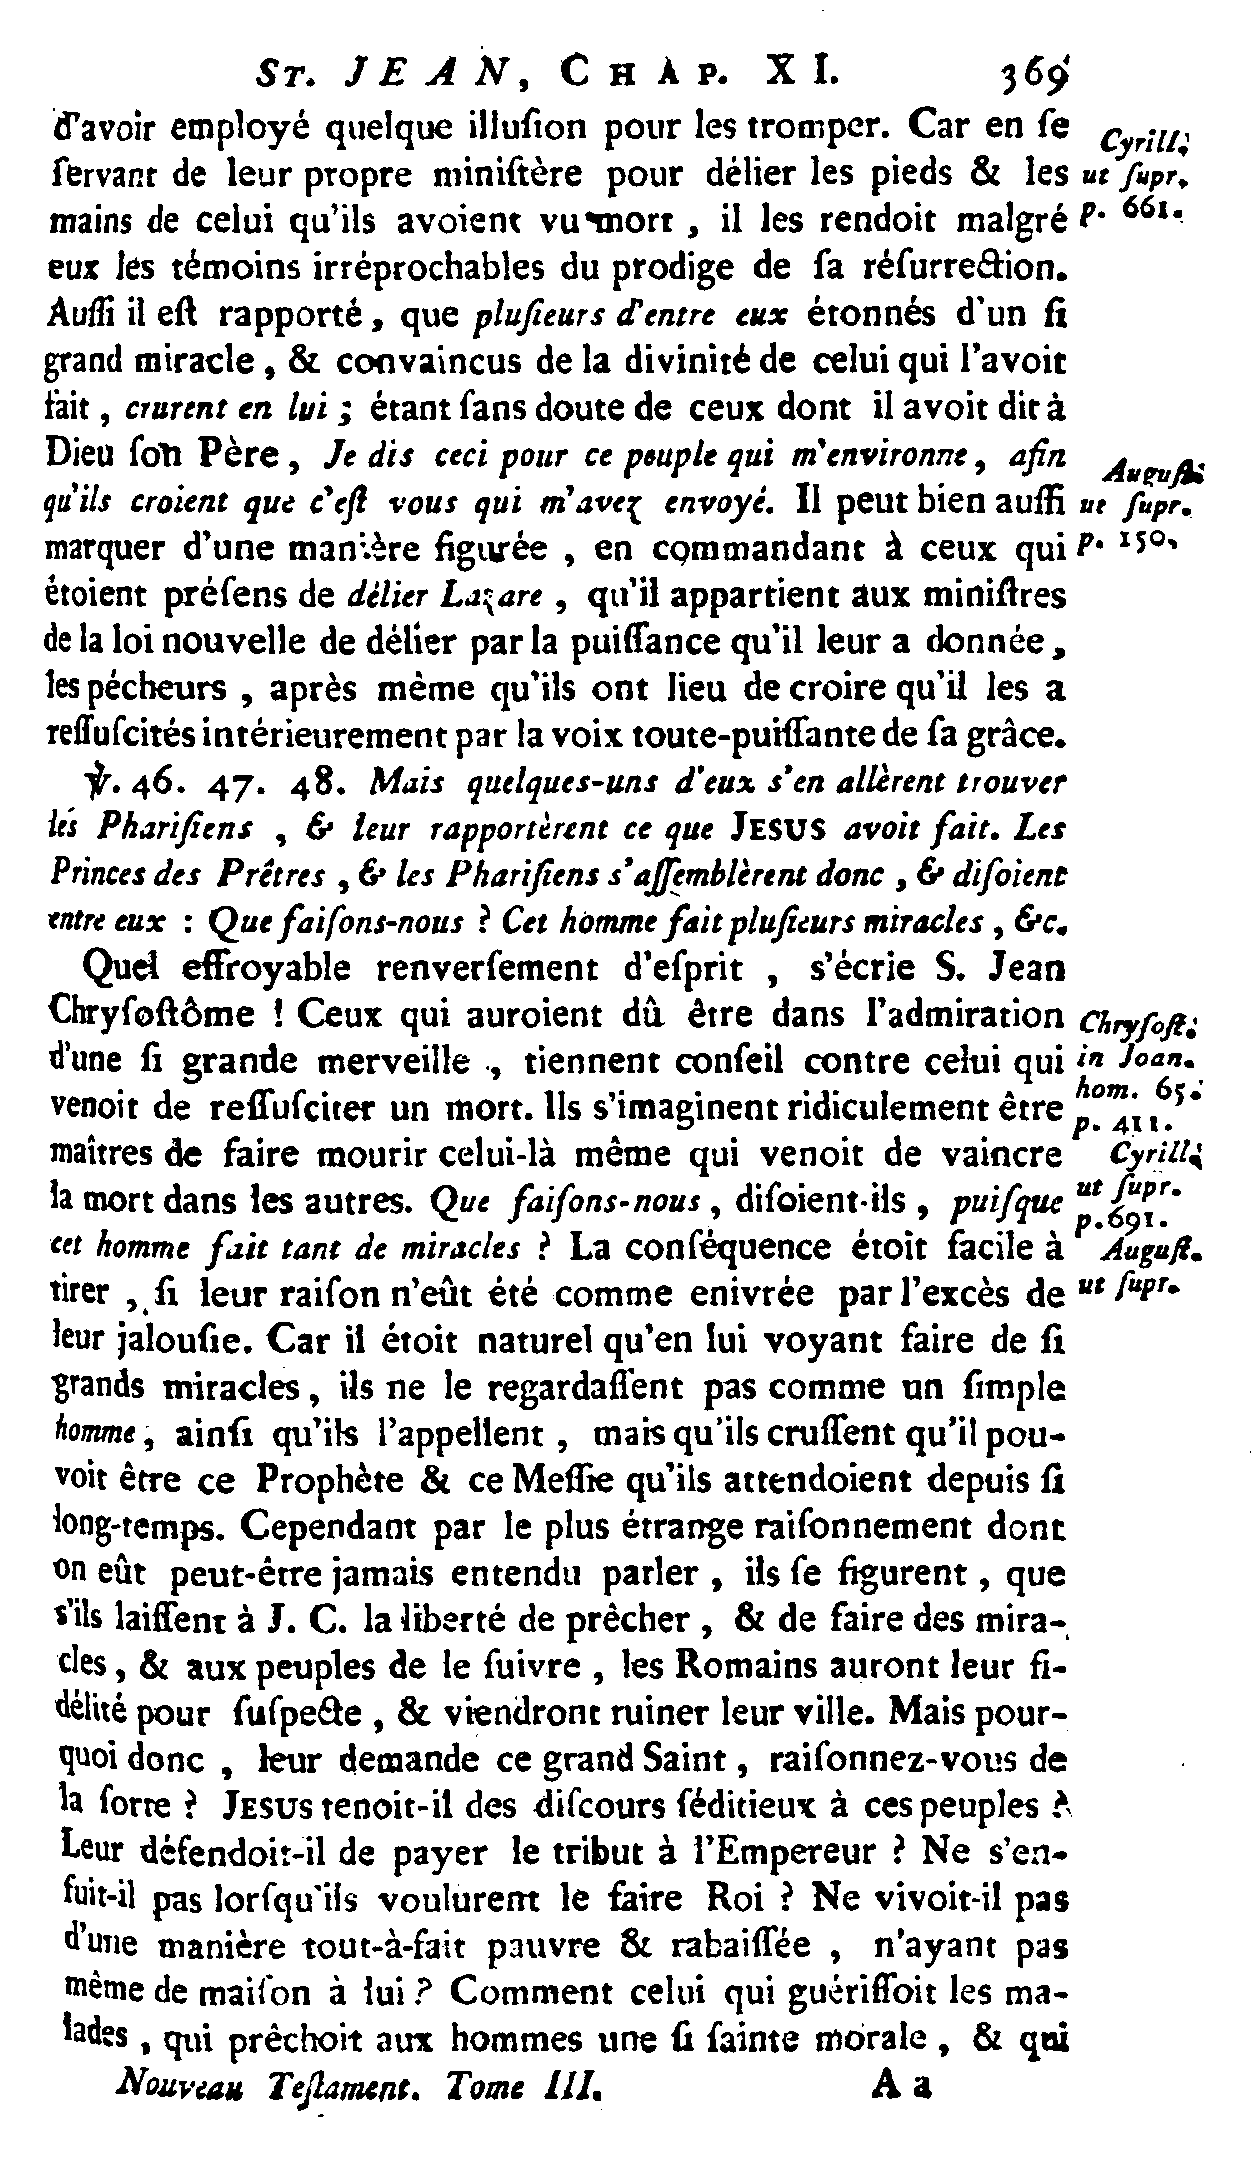 ST. JEAN, CHAP. XI. 369
d'avoir employé quelque illuſion pour les tromper. Car en ſe
ſervant de leur propre miniſtère pour délier les pieds & les
mains de celui qu'ils avoient vu mort, il les rendoit malgré
eux les témoins irréprochables du prodige de ſa réſurrection.
Auſſi il eſt rapporté, que pluſieurs d'entre eux étonnés d'un ſi
grand miracle, & convaincus de la divinité de celui qui l'avoit
fait, crurent en lui; étant ſans doute de ceux dont il avoit dit à
Dieu ſon Père, Je dis ceci pour ce peuple qui m'environne, afin
qu'ils croient que c'eſt vous qui m'avez envoyé. Il peut bien auſſi
marquer d'une manière figurée, en commandant à ceux qui
étoient préſens de délier Lazare, qu'il appartient aux miniſtres
de la loi nouvelle de délier par la puiſſance qu'il leur a donnée,
les pécheurs, après même qu'ils ont lieu de croire qu'il les a
reſſuſcités intérieurement par la voix toute-puiſſante de ſa grâce.
℣. 46. 47. 48. Mais quelques-uns d'eux s'en allèrent trouver
les Phariſiens, & leur rapportèrent ce que JESUS avoit fait. Les
Princes des Prêtres, & les Phariſiens s'aſſemblèrent donc, & diſoient
entre eux : Que faiſons-nous ? Cet homme fait pluſieurs miracles, &c.
Quel effroyable renverſement d'eſprit, s'écrie S. Jean
Chryſoſtôme ! Ceux qui auroient dû être dans l'admiration
d'une ſi grande merveille, tiennent conſeil contre celui qui
venoit de reſſuſciter un mort. Ils s'imaginent ridiculement être
maîtres de faire mourir celui-là même qui venoit de vaincre
la mort dans les autres. Que faiſons-nous, diſoient-ils, puiſque
cet homme fait tant de miracles ? La conſéquence étoit facile à
tirer, ſi leur raiſon n'eût été comme enivrée par l'excès de
leur jalouſie. Car il étoit naturel qu'en lui voyant faire de ſi
grands miracles, ils ne le regardaſſent pas comme un ſimple
homme, ainſi qu'ils l'appellent, mais qu'ils cruſſent qu'il pou-
voit être ce Prophète & ce Meſſie qu'ils attendoient depuis ſi
long-temps. Cependant par le plus étrange raiſonnement dont
on eût peut-être jamais entendu parler, ils ſe figurent, que
s'ils laiſſent à J. C. la liberté de prêcher, & de faire des mira-
cles, & aux peuples de le ſuivre, les Romains auront leur fi-
délité pour ſuſpecte, & viendront ruiner leur ville. Mais pour-
quoi donc, leur demande ce grand Saint, raiſonnez-vous de
la ſorte ? JESUS tenoit-il des diſcours ſéditieux à ces peuples ?
Leur défendoit-il de payer le tribut à l'Empereur ? Ne s'en-
fuit-il pas lorſqu'ils voulurent le faire Roi ? Ne vivoit-il pas
d'une manière tout-à-fait pauvre & rabaiſſée, n'ayant pas
même de maiſon à lui ? Comment celui qui guériſſoit les ma-
lades, qui prêchoit aux hommes une ſi ſainte morale, & qui
Nouveau Teſtament. Tome III. A a
Cyrill.
ut ſupr.
p. 661.
Auguſt.
ut ſupr.
p. 150.
Chryſoſt.
in Joan.
hom. 65.
p. 411.
Cyrill.
ut ſupr.
p. 691.
Auguſt.
ut ſupr.